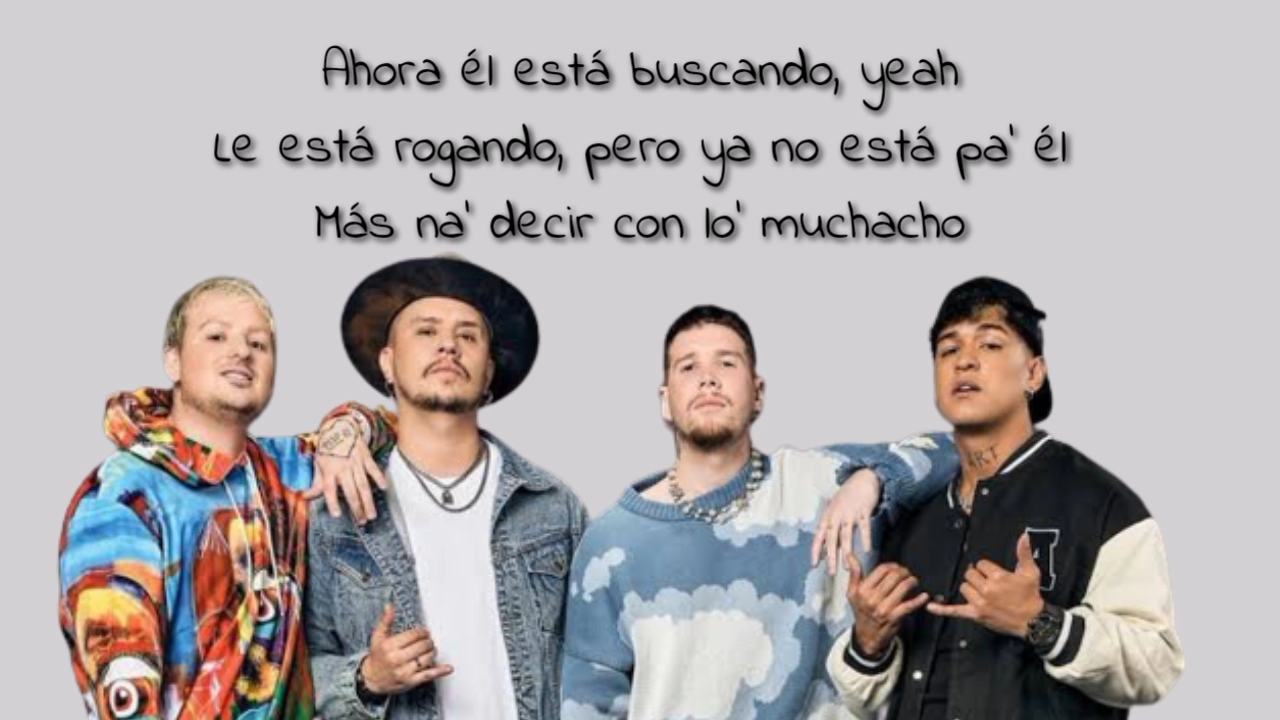 Ahora él está buscando, yeah
Le está rogando, pero ya no está pa' él
Más na' decir con lo' muchacho
ART